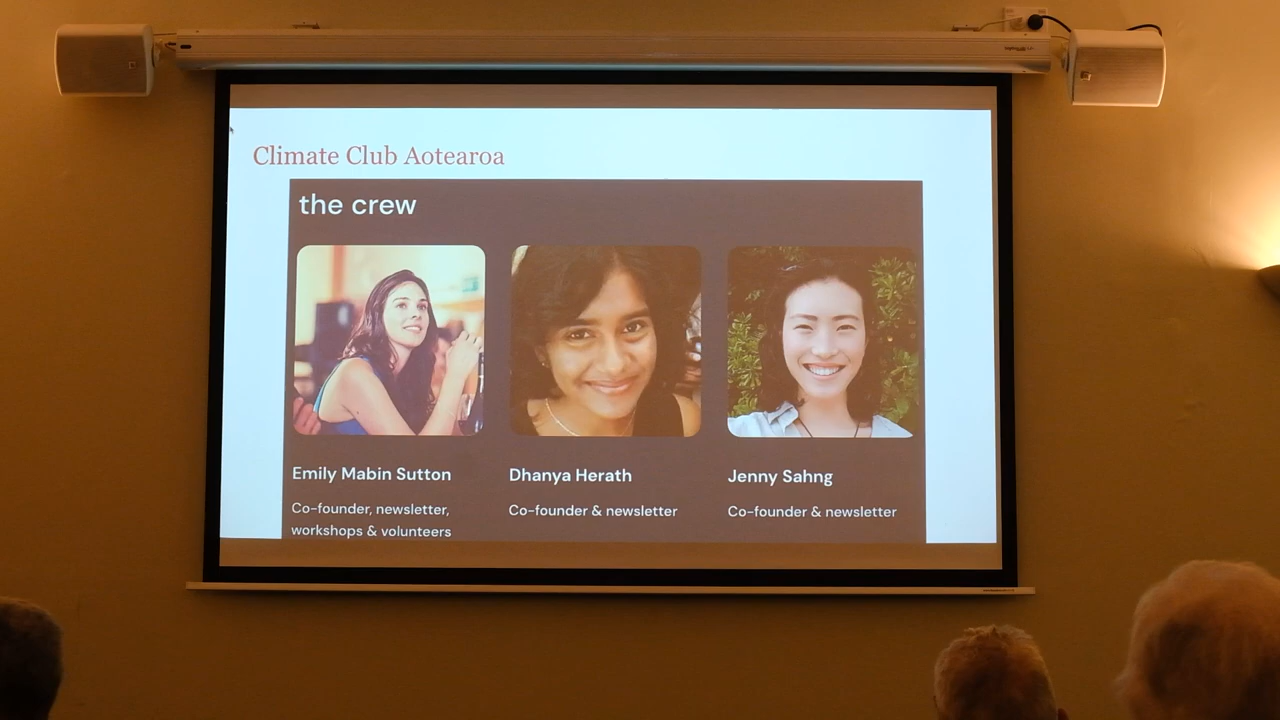 Climate Club Aotearoa
the crew
Emily Mabin Sutton
Dhanya Herath
Jenny Sahng
Co-founder, newsletter,
workshops & volunteers
Co-founder & newsletter
Co-founder & newsletter